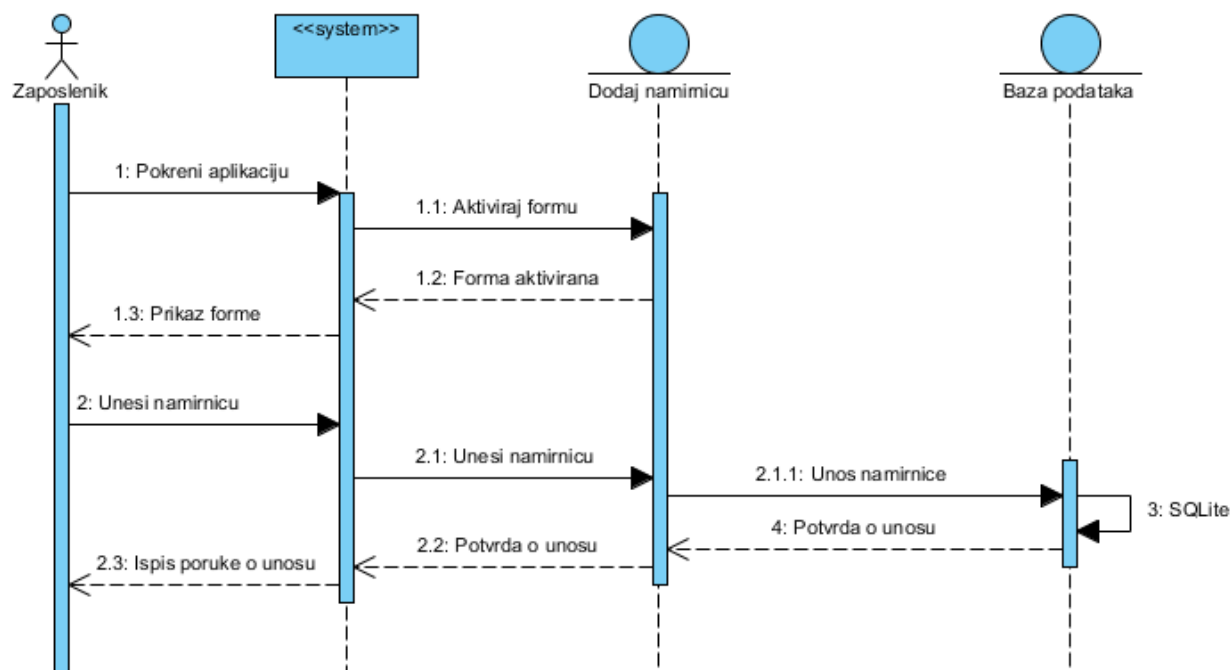 <<system>>
Zaposlenik
Dodaj namirnicu
Baza podataka
1: Pokreni aplikaciju
1.1: Aktiviraj formu
1.2: Forma aktivirana
1.3: Prikaz forme
2: Unesi namirnicu
2.1: Unesi namirnicu
2.1.1: Unos namirnice
3: SQLite
4: Potvrda o unosu
2.2: Potvrda o unosu
2.3: Ispis poruke o unosu